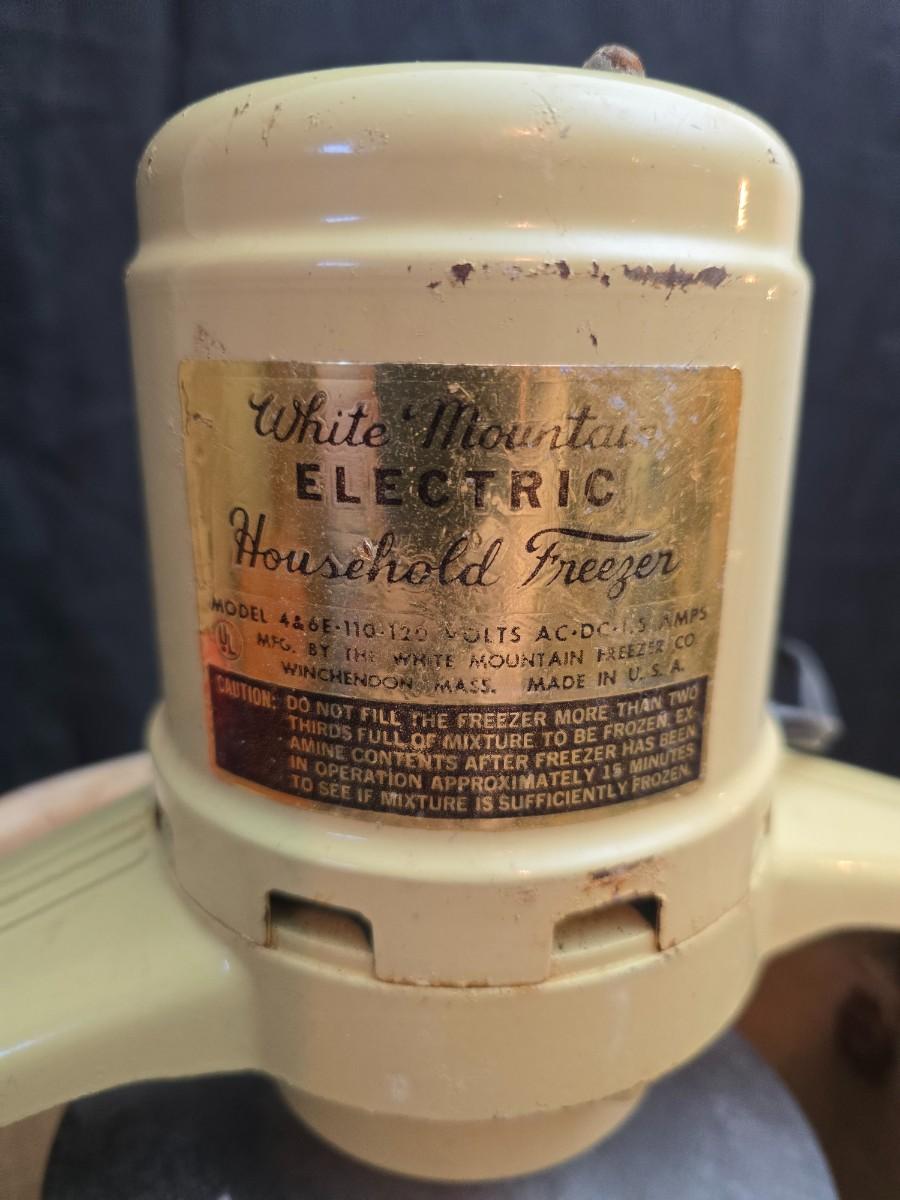 White Mountain
ELECTRIC
Household Freezer
MODEL 4&6E·110-120 VOLTS AC·DC·1.5 AMPS
UL
MFG. BY THE WHITE MOUNTAIN FREEZER CO
WINCHENDON, MASS. MADE IN U.S.A.
CAUTION: DO NOT FILL THE FREEZER MORE THAN TWO
THIRDS FULL OF MIXTURE TO BE FROZEN. EX
AMINE CONTENTS AFTER FREEZER HAS BEEN
IN OPERATION APPROXIMATELY 15 MINUTES
TO SEE IF MIXTURE IS SUFFICIENTLY FROZEN.